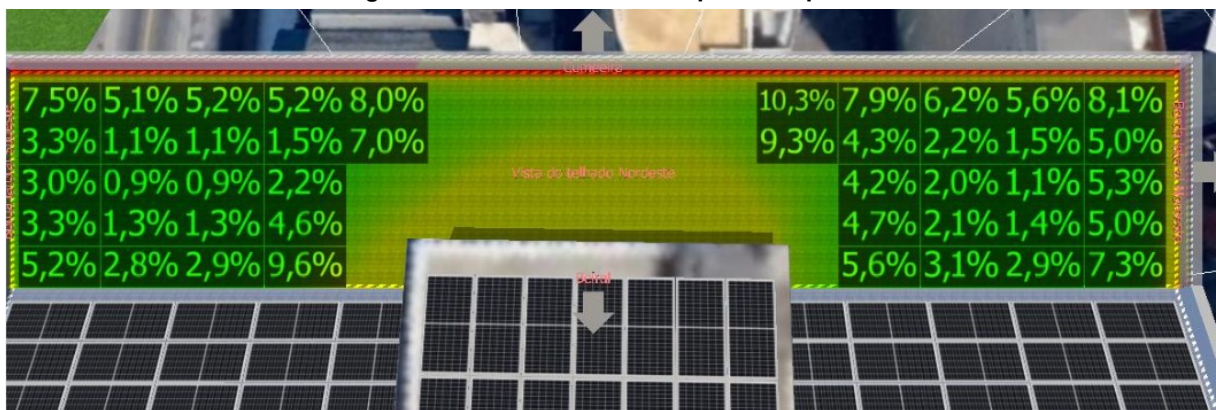 Cumeeira
7,5% 5,1% 5,2% 5,2% 8,0% 10,3% 7,9% 6,2% 5,6% 8,1%
3,3% 1,1% 1,1% 1,5% 7,0% 9,3% 4,3% 2,2% 1,5% 5,0%
Vista do telhado Nordeste
3,0% 0,9% 0,9% 2,2% 4,2% 2,0% 1,1% 5,3%
3,3% 1,3% 1,3% 4,6% 4,7% 2,1% 1,4% 5,0%
5,2% 2,8% 2,9% 9,6% 5,6% 3,1% 2,9% 7,3%
Beiral